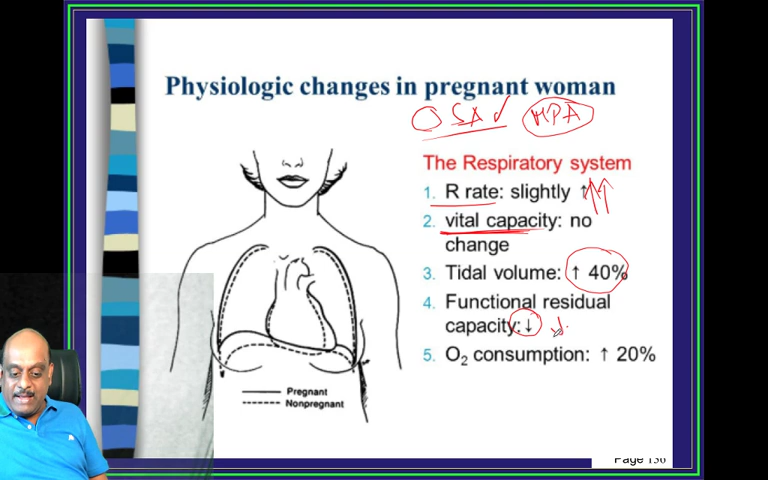 Physiologic changes in pregnant woman
OSA ✓ HPA
The Respiratory system
1. R rate: slightly ↑↑↑
2. vital capacity: no
change
3. Tidal volume: ↑ 40%
4. Functional residual
capacity: ↓
5. O₂ consumption: ↑ 20%
Pregnant
Nonpregnant
Page 136